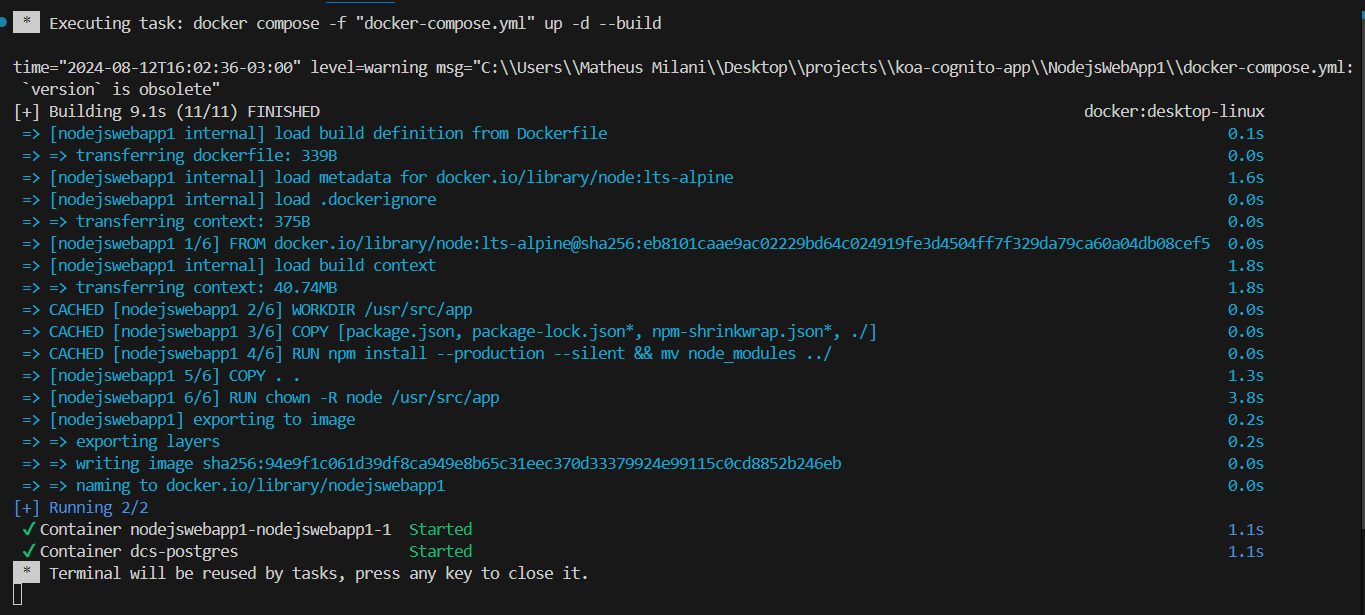 * Executing task: docker compose -f "docker-compose.yml" up -d --build
time="2024-08-12T16:02:36-03:00" level=warning msg="C:\\Users\\Matheus Milani\\Desktop\\projects\\koa-cognito-app\\NodejsWebApp1\\docker-compose.yml:
`version` is obsolete"
[+] Building 9.1s (11/11) FINISHED docker:desktop-linux
=> [nodejswebapp1 internal] load build definition from Dockerfile 0.1s
=> => transferring dockerfile: 339B 0.0s
=> [nodejswebapp1 internal] load metadata for docker.io/library/node:lts-alpine 1.6s
=> [nodejswebapp1 internal] load .dockerignore 0.0s
=> => transferring context: 375B 0.0s
=> [nodejswebapp1 1/6] FROM docker.io/library/node:lts-alpine@sha256:eb8101caae9ac02229bd64c024919fe3d4504ff7f329da79ca60a04db08cef5 0.0s
=> [nodejswebapp1 internal] load build context 1.8s
=> => transferring context: 40.74MB 1.8s
=> CACHED [nodejswebapp1 2/6] WORKDIR /usr/src/app 0.0s
=> CACHED [nodejswebapp1 3/6] COPY [package.json, package-lock.json*, npm-shrinkwrap.json*, ./] 0.0s
=> CACHED [nodejswebapp1 4/6] RUN npm install --production --silent && mv node_modules ../ 0.0s
=> [nodejswebapp1 5/6] COPY . . 1.3s
=> [nodejswebapp1 6/6] RUN chown -R node /usr/src/app 3.8s
=> [nodejswebapp1] exporting to image 0.2s
=> => exporting layers 0.2s
=> => writing image sha256:94e9f1c061d39df8ca949e8b65c31eec370d33379924e99115c0cd8852b246eb 0.0s
=> => naming to docker.io/library/nodejswebapp1 0.0s
[+] Running 2/2
✓ Container nodejswebapp1-nodejswebapp1-1 Started 1.1s
✓ Container dcs-postgres Started 1.1s
* Terminal will be reused by tasks, press any key to close it.